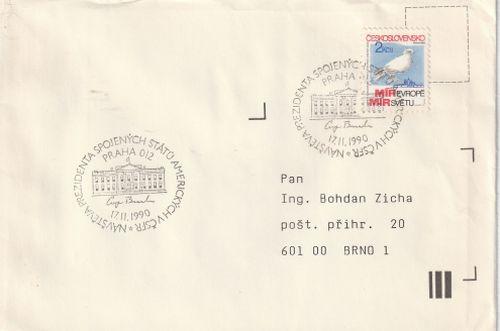 ČESKOSLOVENSKO
2 Kčs
MÍR EVROPĚ
MÍR SVĚTU
NÁVŠTĚVA PREZIDENTA SPOJENÝCH STÁTŮ AMERICKÝCH V ČSFR
PRAHA 012
17.11.1990
NÁVŠTĚVA PREZIDENTA SPOJENÝCH STÁTŮ AMERICKÝCH V ČSFR
PRAHA 012
17.11.1990
Pan
Ing. Bohdan Zicha
pošt. přihr. 20
601 00 BRNO 1